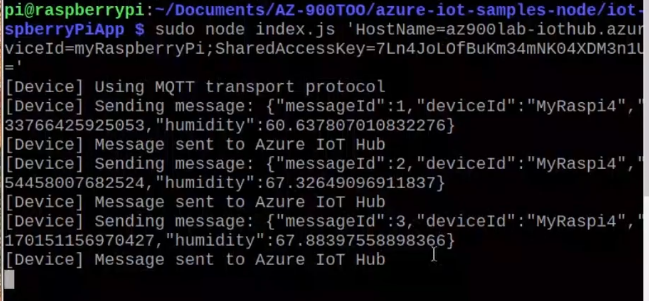 pi@raspberrypi:~/Documents/AZ-900TOO/azure-iot-samples-node/iot-
spberryPiApp $ sudo node index.js 'HostName=az900lab-iothub.azur
viceId=myRaspberryPi;SharedAccessKey=7Ln4JoLOfBuKm34mNK04XDM3n1U
='
[Device] Using MQTT transport protocol
[Device] Sending message: {"messageId":1,"deviceId":"MyRaspi4","
33766425925053,"humidity":60.637807010832276}
[Device] Message sent to Azure IoT Hub
[Device] Sending message: {"messageId":2,"deviceId":"MyRaspi4","
54458007682524,"humidity":67.32649096911837}
[Device] Message sent to Azure IoT Hub
[Device] Sending message: {"messageId":3,"deviceId":"MyRaspi4","
170151156970427,"humidity":67.88397558898366}
[Device] Message sent to Azure IoT Hub